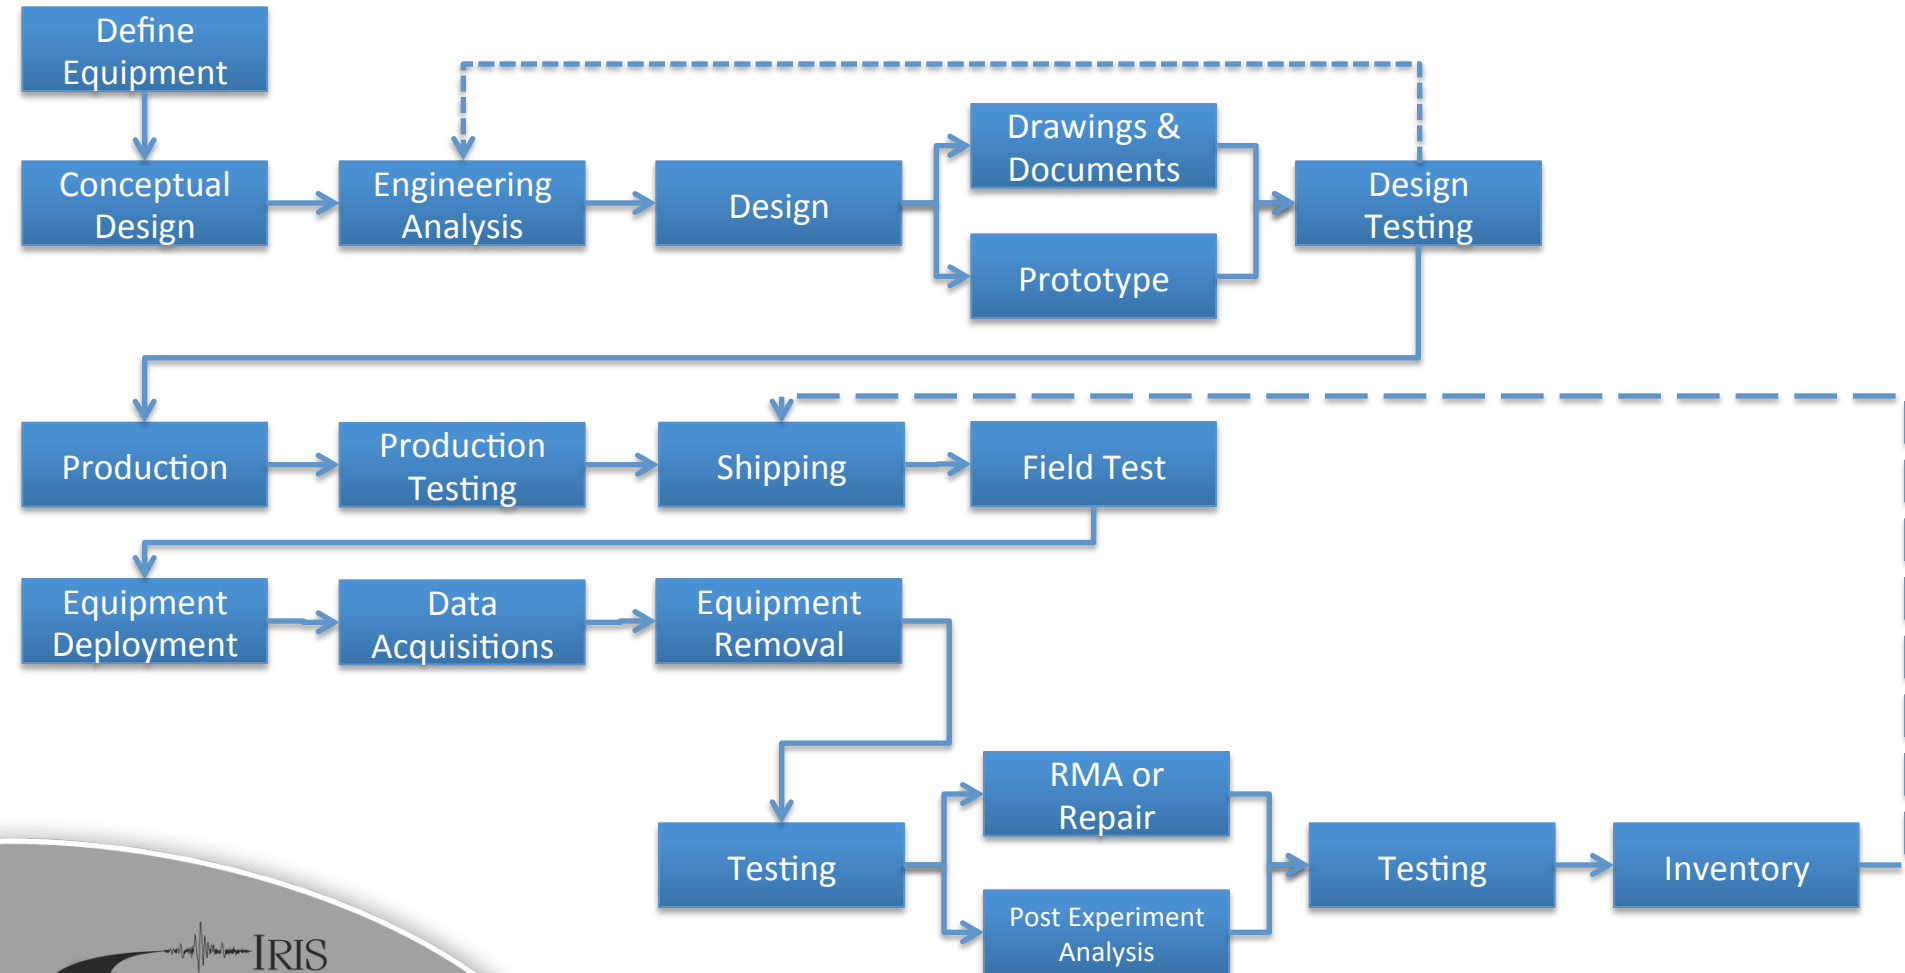 Define
Equipment
Conceptual
Design
Engineering
Analysis
Design
Drawings &
Documents
Prototype
Design
Testing
Production
Production
Testing
Shipping
Field Test
Equipment
Deployment
Data
Acquisitions
Equipment
Removal
Testing
RMA or
Repair
Post Experiment
Analysis
Testing
Inventory
IRIS